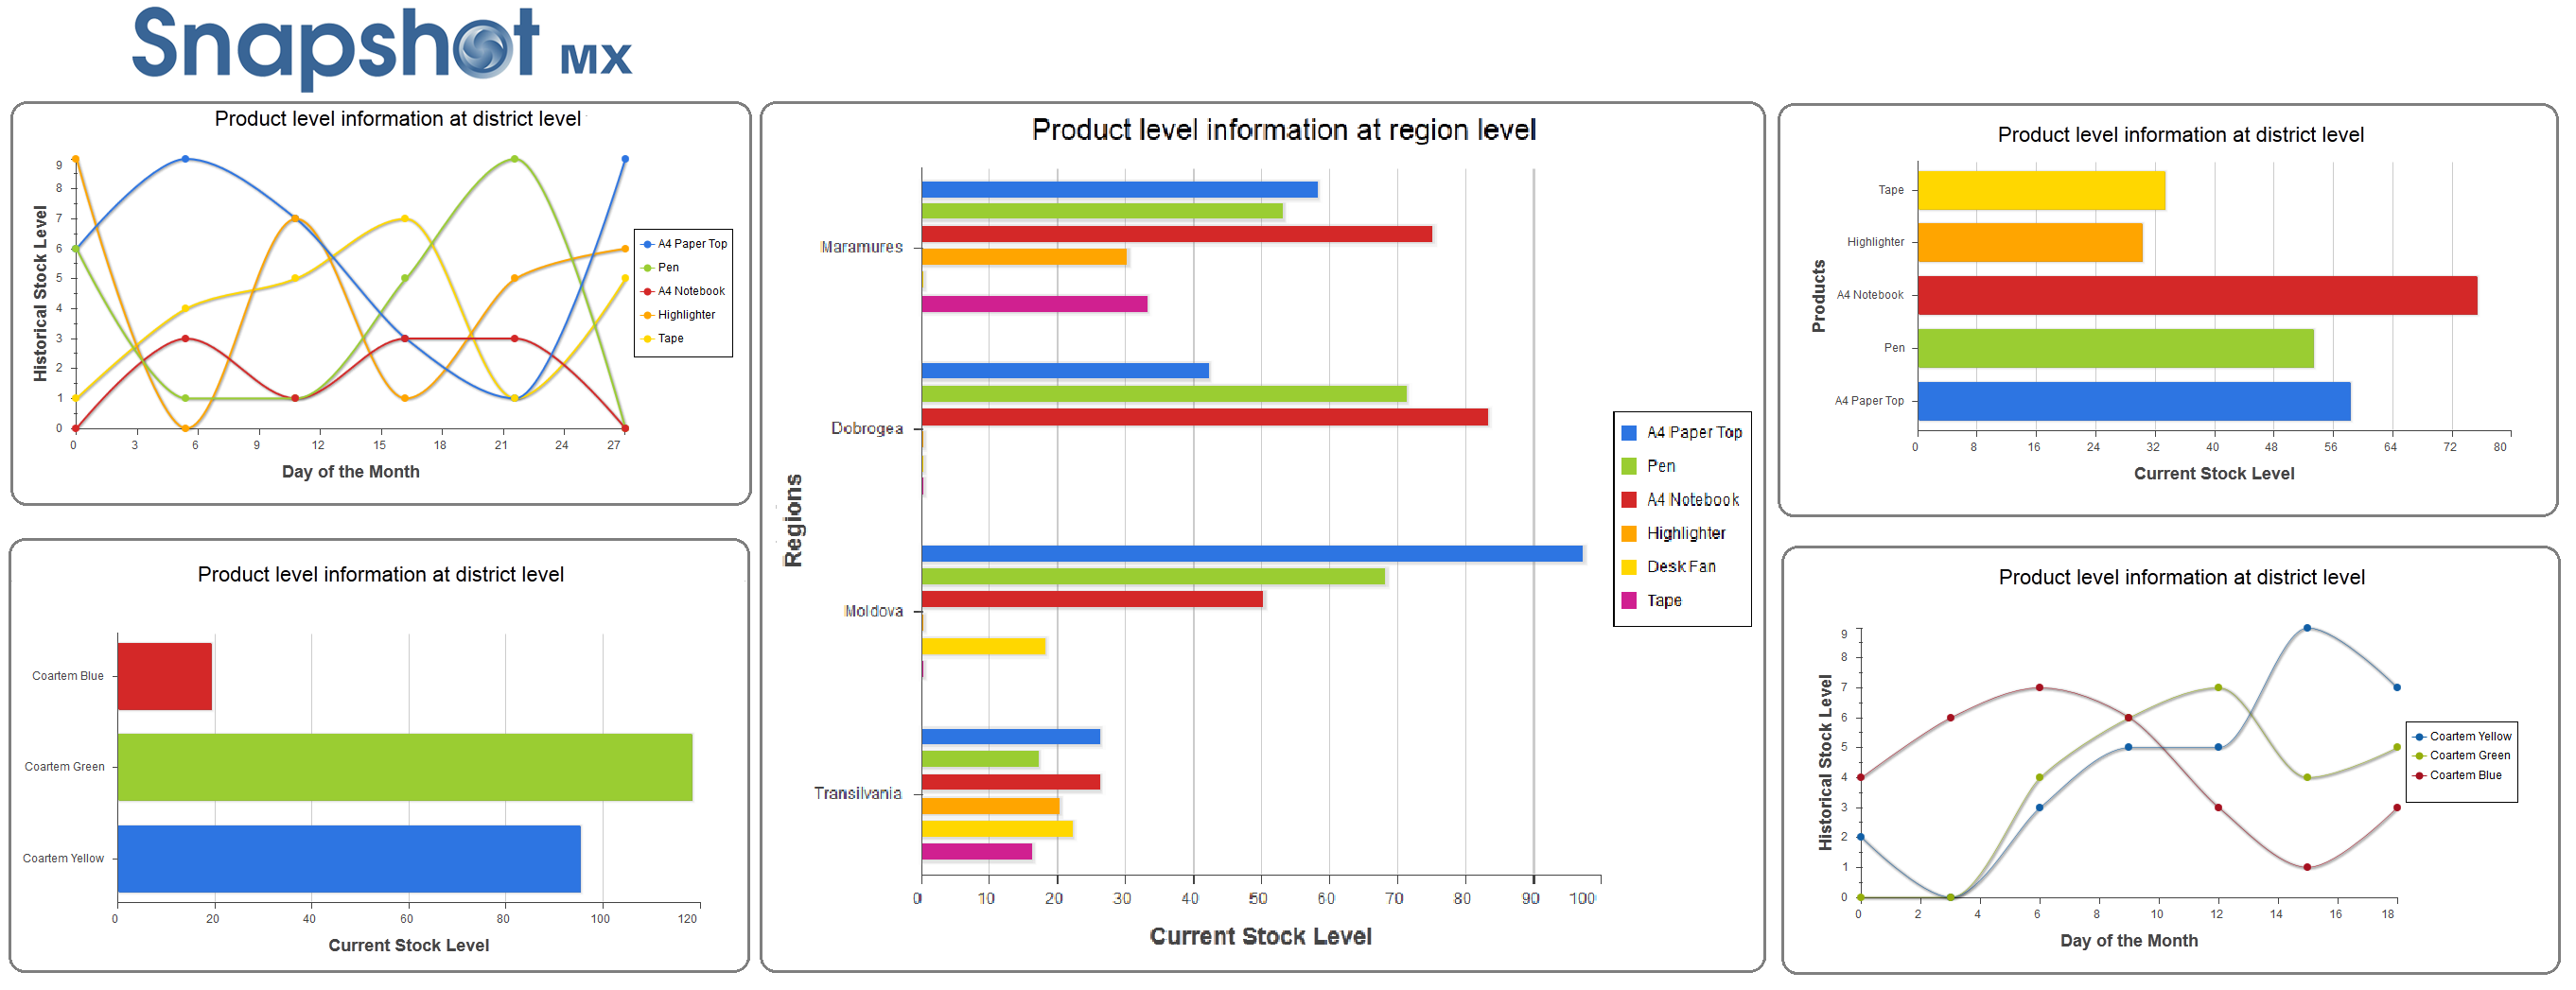 Snapshot MX
Product level information at district level
Historical Stock Level
9
8
7
6
5
4
3
2
1
0
0 3 6 9 12 15 18 21 24 27
Day of the Month
A4 Paper Top
Pen
A4 Notebook
Highlighter
Tape
Product level information at district level
Coartem Blue
Coartem Green
Coartem Yellow
0 20 40 60 80 100 120
Current Stock Level
Product level information at region level
Regions
Maramures
Dobrogea
Moldova
Transilvania
0 10 20 30 40 50 60 70 80 90 100
Current Stock Level
A4 Paper Top
Pen
A4 Notebook
Highlighter
Desk Fan
Tape
Product level information at district level
Products
Tape
Highlighter
A4 Notebook
Pen
A4 Paper Top
0 8 16 24 32 40 48 56 64 72 80
Current Stock Level
Product level information at district level
Historical Stock Level
9
8
7
6
5
4
3
2
1
0
0 2 4 6 8 10 12 14 16 18
Day of the Month
Coartem Yellow
Coartem Green
Coartem Blue